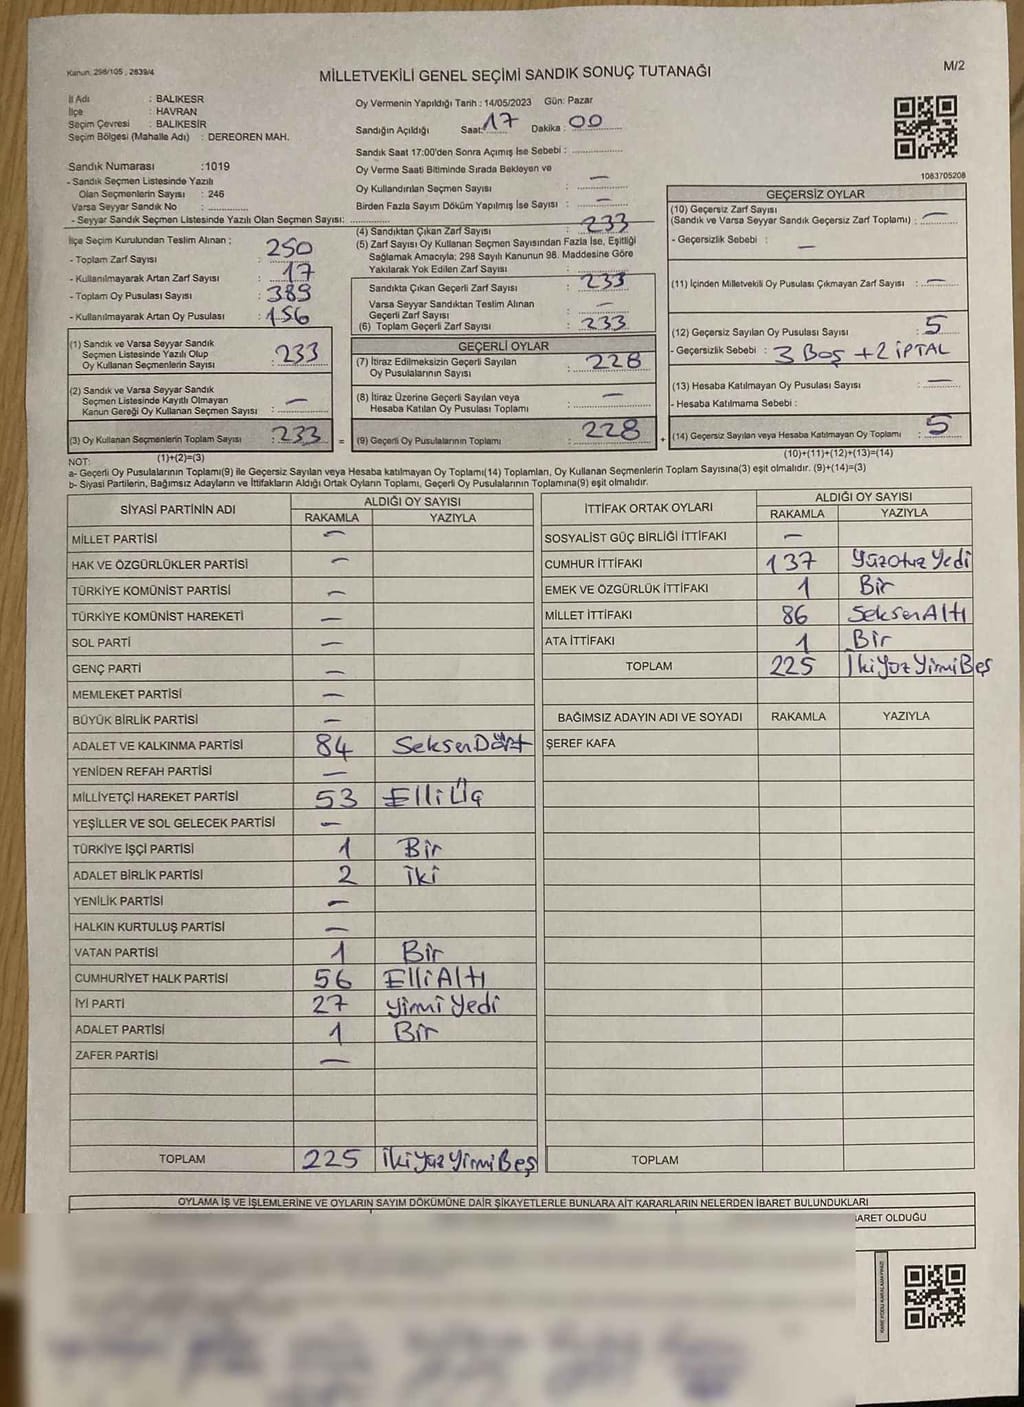 Kanun: 298/105 , 2839/4
MİLLETVEKİLİ GENEL SEÇİMİ SANDIK SONUÇ TUTANAĞI
M/2
İl Adı : BALIKESR
İlçe : HAVRAN
Seçim Çevresi : BALIKESİR
Seçim Bölgesi (Mahalle Adı) : DEREOREN MAH.
Sandık Numarası :1019
- Sandık Seçmen Listesinde Yazılı
Olan Seçmenlerin Sayısı : 246
Varsa Seyyar Sandık No :
- Seyyar Sandık Seçmen Listesinde Yazılı Olan Seçmen Sayısı:
Oy Vermenin Yapıldığı Tarih : 14/05/2023 Gün: Pazar
Sandığın Açıldığı Saat: 17 Dakika : 00
Sandık Saat 17:00'den Sonra Açımış İse Sebebi :
Oy Verme Saati Bitiminde Sırada Bekleyen ve
Oy Kullandırılan Seçmen Sayısı : —
Birden Fazla Sayım Döküm Yapılmış İse Sayısı : —
1083705208
İlçe Seçim Kurulundan Teslim Alınan ;
- Toplam Zarf Sayısı : 250
- Kullanılmayarak Artan Zarf Sayısı : 17
- Toplam Oy Pusulası Sayısı : 389
- Kullanılmayarak Artan Oy Pusulası : 156
(1) Sandık ve Varsa Seyyar Sandık
Seçmen Listesinde Yazılı Olup
Oy Kullanan Seçmenlerin Sayısı : 233
(2) Sandık ve Varsa Seyyar Sandık
Seçmen Listesinde Kayıtlı Olmayan
Kanun Gereği Oy Kullanan Seçmen Sayısı : —
(3) Oy Kullanan Seçmenlerin Toplam Sayısı : 233 =
(1)+(2)=(3)
(4) Sandıktan Çıkan Zarf Sayısı : 233
(5) Zarf Sayısı Oy Kullanan Seçmen Sayısından Fazla İse, Eşitliği
Sağlamak Amacıyla; 298 Sayılı Kanunun 98. Maddesine Göre
Yakılarak Yok Edilen Zarf Sayısı :
Sandıkta Çıkan Geçerli Zarf Sayısı : 233
Varsa Seyyar Sandıktan Teslim Alınan
Geçerli Zarf Sayısı : —
(6) Toplam Geçerli Zarf Sayısı : 233
GEÇERLİ OYLAR
(7) İtiraz Edilmeksizin Geçerli Sayılan
Oy Pusulalarının Sayısı : 228
(8) İtiraz Üzerine Geçerli Sayılan veya
Hesaba Katılan Oy Pusulası Toplamı : —
(9) Geçerli Oy Pusulalarının Toplamı : 228 +
GEÇERSİZ OYLAR
(10) Geçersiz Zarf Sayısı
(Sandık ve Varsa Seyyar Sandık Geçersiz Zarf Toplamı) : —
- Geçersizlik Sebebi : —
(11) İçinden Milletvekili Oy Pusulası Çıkmayan Zarf Sayısı : —
(12) Geçersiz Sayılan Oy Pusulası Sayısı : 5
- Geçersizlik Sebebi : 3 Boş + 2 İPTAL
(13) Hesaba Katılmayan Oy Pusulası Sayısı : —
- Hesaba Katılmama Sebebi :
(14) Geçersiz Sayılan veya Hesaba Katılmayan Oy Toplamı : 5
(10)+(11)+(12)+(13)=(14)
NOT:
a- Geçerli Oy Pusulalarının Toplamı(9) ile Geçersiz Sayılan veya Hesaba katılmayan Oy Toplamı(14) Toplamları, Oy Kullanan Seçmenlerin Toplam Sayısına(3) eşit olmalıdır. (9)+(14)=(3)
b- Siyasi Partilerin, Bağımsız Adayların ve İttifakların Aldığı Ortak Oyların Toplamı, Geçerli Oy Pusulalarının Toplamına(9) eşit olmalıdır.
SİYASİ PARTİNİN ADI ALDIĞI OY SAYISI
RAKAMLA YAZIYLA
MİLLET PARTİSİ —
HAK VE ÖZGÜRLÜKLER PARTİSİ —
TÜRKİYE KOMÜNİST PARTİSİ —
TÜRKİYE KOMÜNİST HAREKETİ —
SOL PARTİ —
GENÇ PARTİ —
MEMLEKET PARTİSİ —
BÜYÜK BİRLİK PARTİSİ —
ADALET VE KALKINMA PARTİSİ 84 SeksenDört
YENİDEN REFAH PARTİSİ —
MİLLİYETÇİ HAREKET PARTİSİ 53 ElliÜç
YEŞİLLER VE SOL GELECEK PARTİSİ —
TÜRKİYE İŞÇİ PARTİSİ 1 Bir
ADALET BİRLİK PARTİSİ 2 İki
YENİLİK PARTİSİ —
HALKIN KURTULUŞ PARTİSİ —
VATAN PARTİSİ 1 Bir
CUMHURİYET HALK PARTİSİ 56 ElliAltı
İYİ PARTİ 27 Yirmi Yedi
ADALET PARTİSİ 1 Bir
ZAFER PARTİSİ —
TOPLAM 225 İkiYüzYirmiBeş
İTTİFAK ORTAK OYLARI ALDIĞI OY SAYISI
RAKAMLA YAZIYLA
SOSYALİST GÜÇ BİRLİĞİ İTTİFAKI —
CUMHUR İTTİFAKI 137 YüzOtuzYedi
EMEK VE ÖZGÜRLÜK İTTİFAKI 1 Bir
MİLLET İTTİFAKI 86 SeksenAltı
ATA İTTİFAKI 1 Bir
TOPLAM 225 İkiYüzYirmiBeş
BAĞIMSIZ ADAYIN ADI VE SOYADI RAKAMLA YAZIYLA
ŞEREF KAFA
TOPLAM
OYLAMA İŞ VE İŞLEMLERİNE VE OYLARIN SAYIM DÖKÜMÜNE DAİR ŞİKAYETLERLE BUNLARA AİT KARARLARIN NELERDEN İBARET BULUNDUKLARI
BARET OLDUĞU